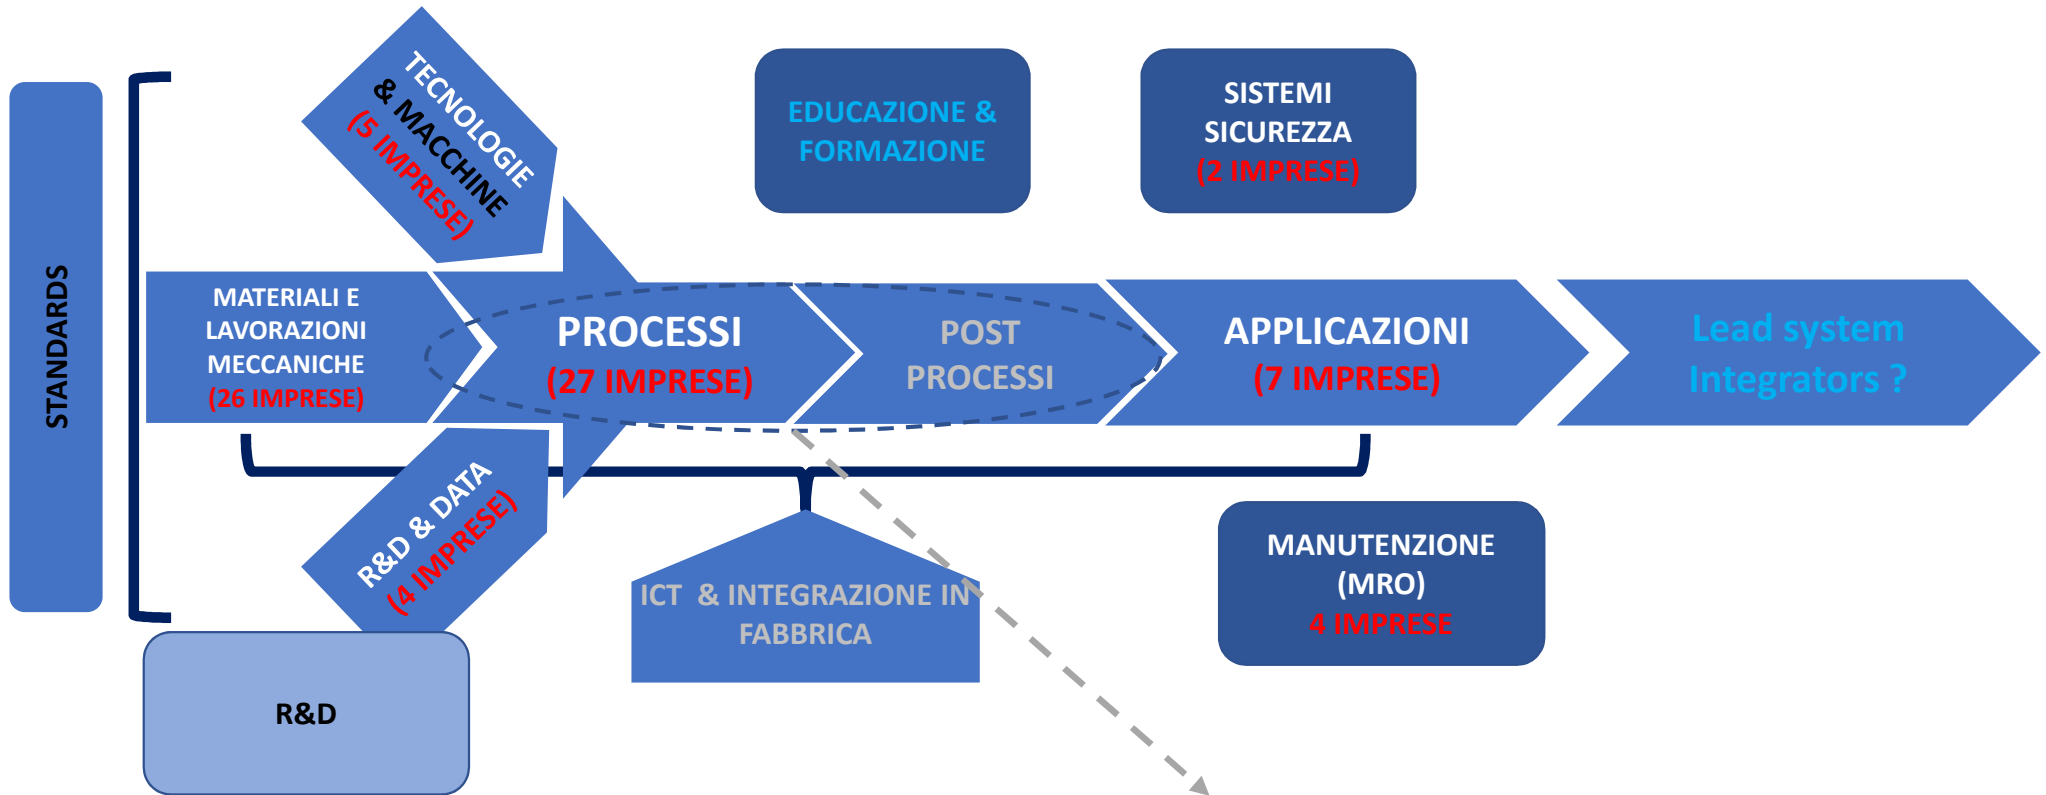 STANDARDS
TECNOLOGIE
& MACCHINE
(5 IMPRESE)
EDUCAZIONE &
FORMAZIONE
SISTEMI
SICUREZZA
(2 IMPRESE)
MATERIALI E
LAVORAZIONI
MECCANICHE
(26 IMPRESE)
PROCESSI
(27 IMPRESE)
POST
PROCESSI
APPLICAZIONI
(7 IMPRESE)
Lead system
Integrators ?
R&D & DATA
(4 IMPRESE)
ICT & INTEGRAZIONE IN
FABBRICA
MANUTENZIONE
(MRO)
4 IMPRESE
R&D